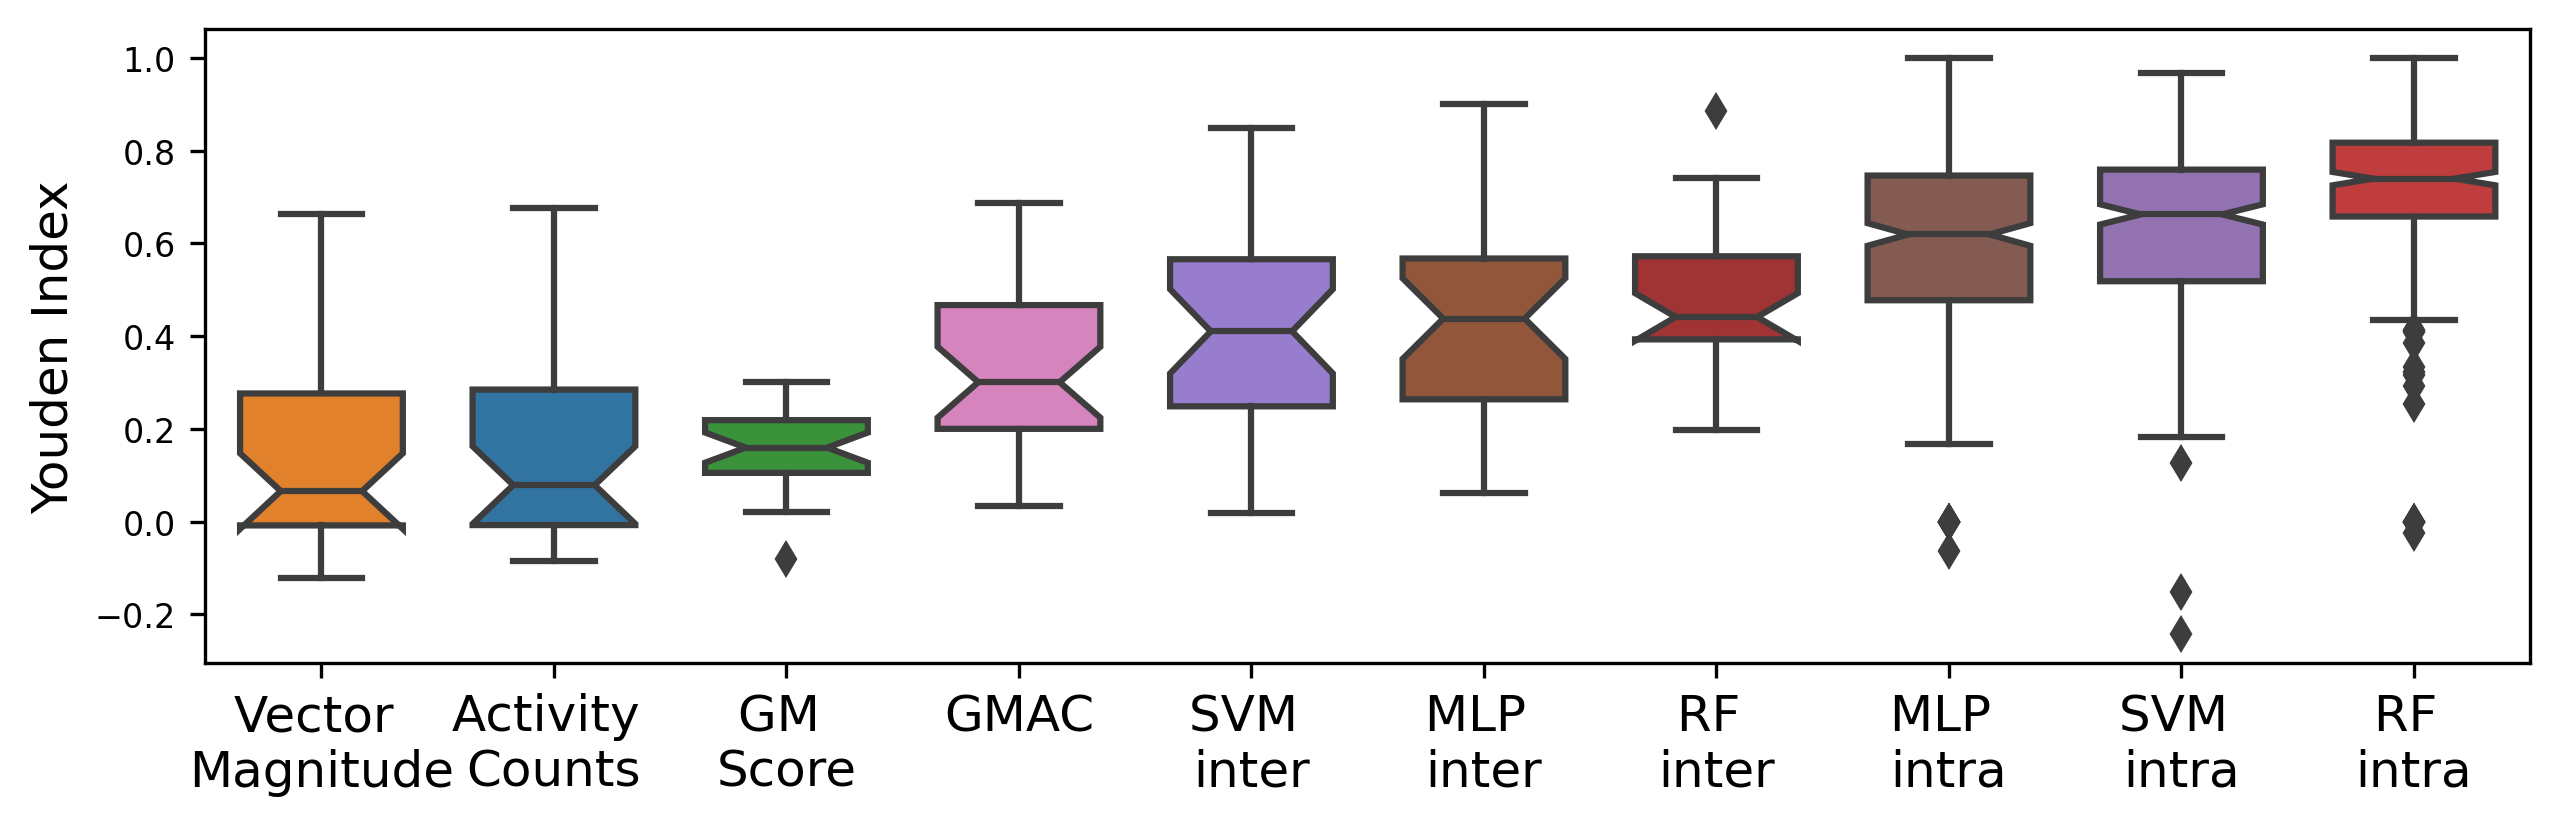 Youden Index
1.0
0.8
0.6
0.4
0.2
0.0
−0.2
Vector
Magnitude
Activity
Counts
GM
Score
GMAC
SVM
inter
MLP
inter
RF
inter
MLP
intra
SVM
intra
RF
intra